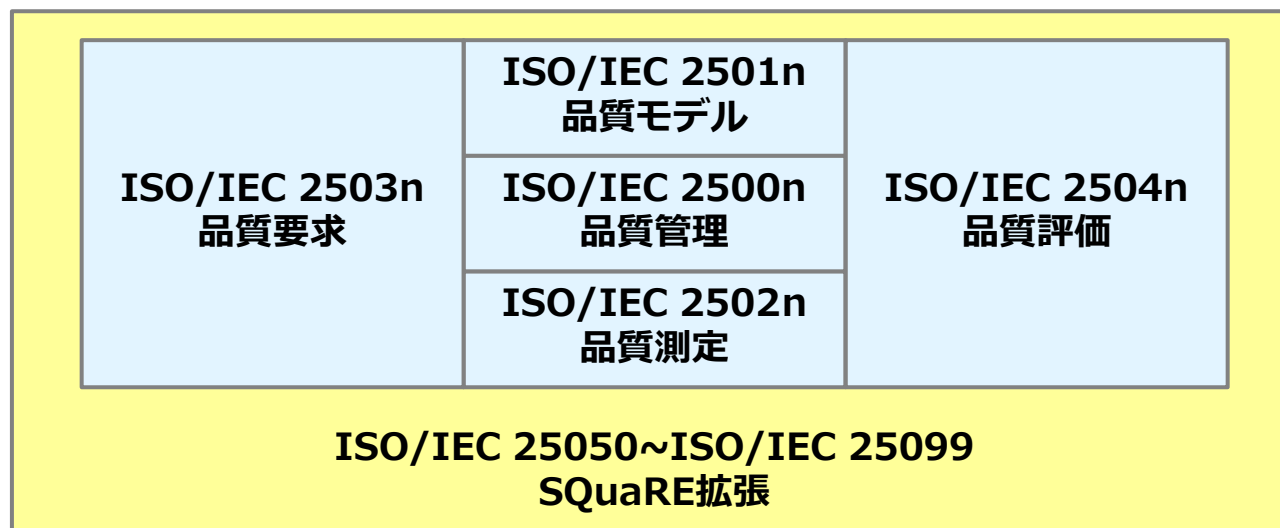 ISO/IEC 2503n
品質要求
ISO/IEC 2501n
品質モデル
ISO/IEC 2500n
品質管理
ISO/IEC 2502n
品質測定
ISO/IEC 2504n
品質評価
ISO/IEC 25050~ISO/IEC 25099
SQuaRE拡張